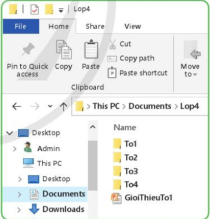 Lop4
File Home Share View
Pin to Quick access
Copy
Paste
Cut
Copy path
Paste shortcut
Move to
Clipboard
This PC > Documents > Lop4
Desktop
Admin
This PC
Desktop
Documents
Downloads
Name
To1
To2
To3
To4
GioiThieuTo1